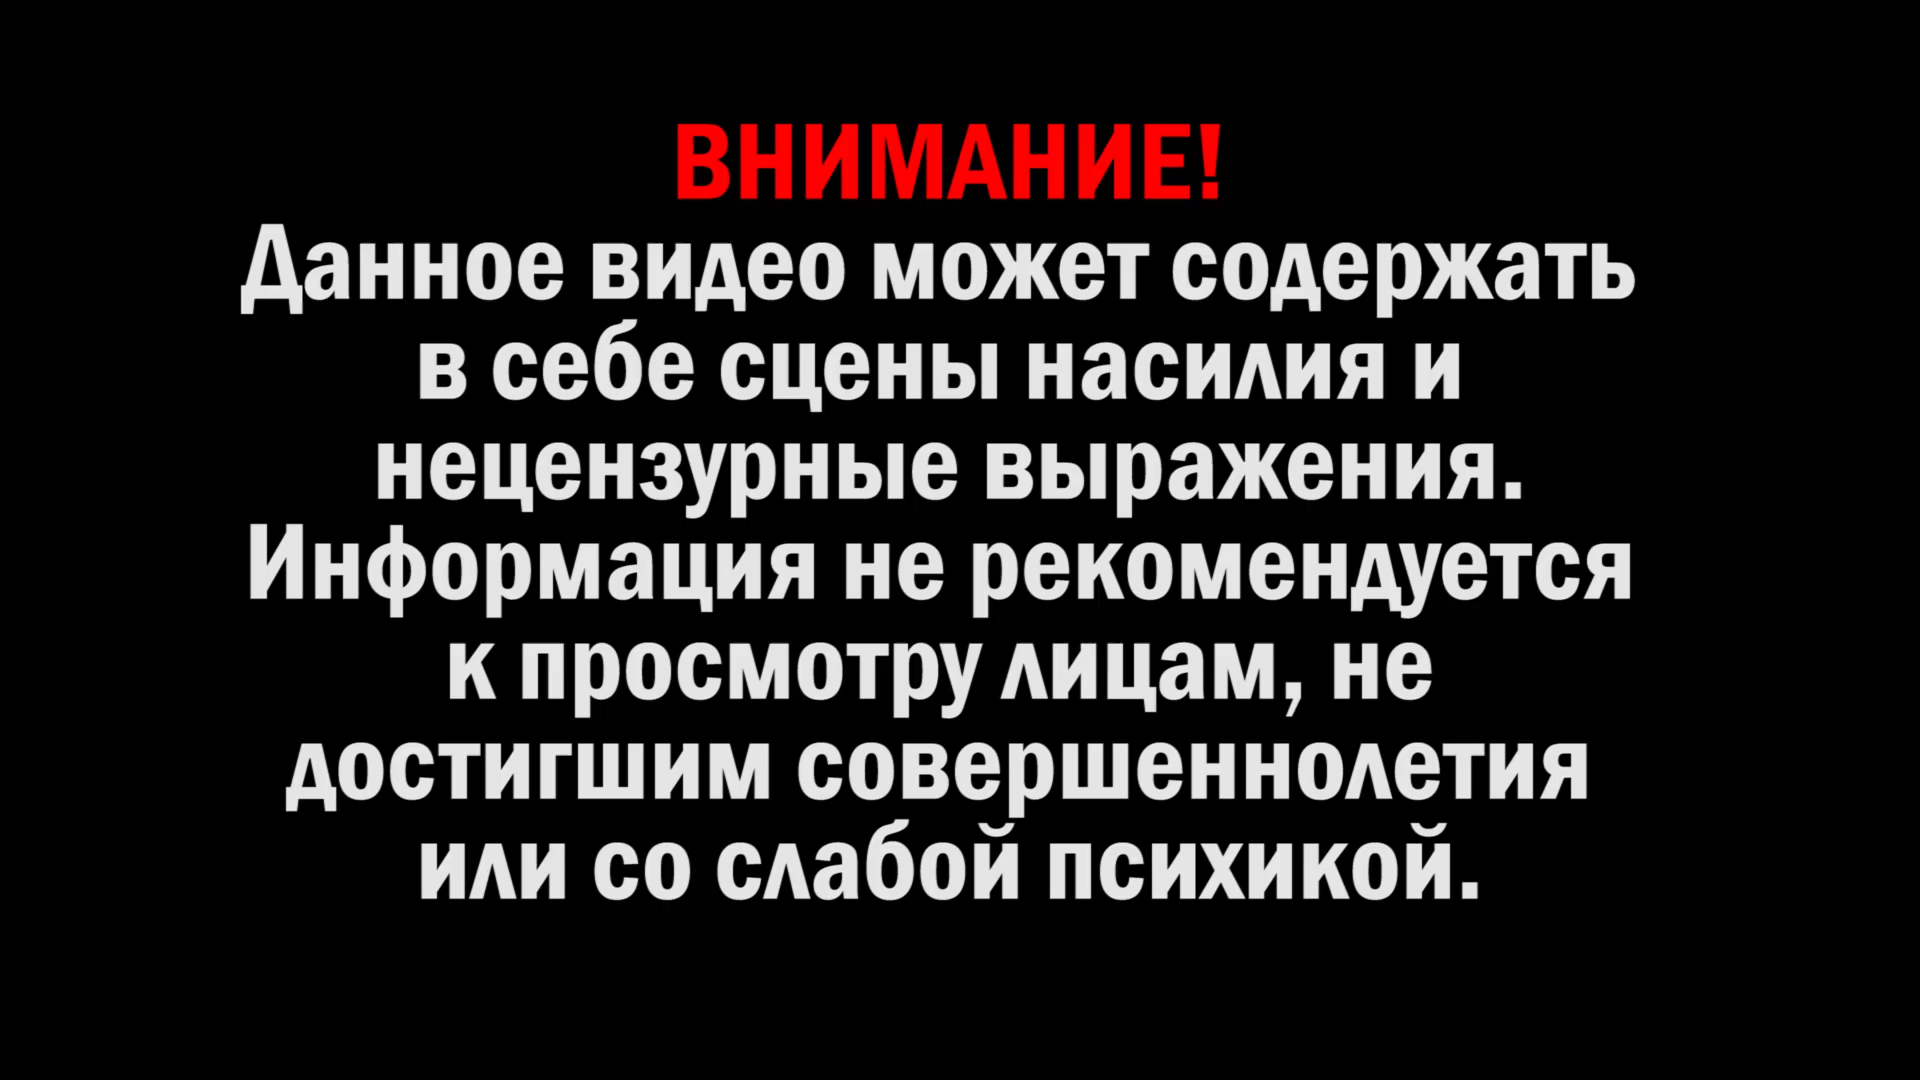 ВНИМАНИЕ!
Данное видео может содержать
в себе сцены насилия и
нецензурные выражения.
Информация не рекомендуется
к просмотру лицам, не
достигшим совершеннолетия
или со слабой психикой.